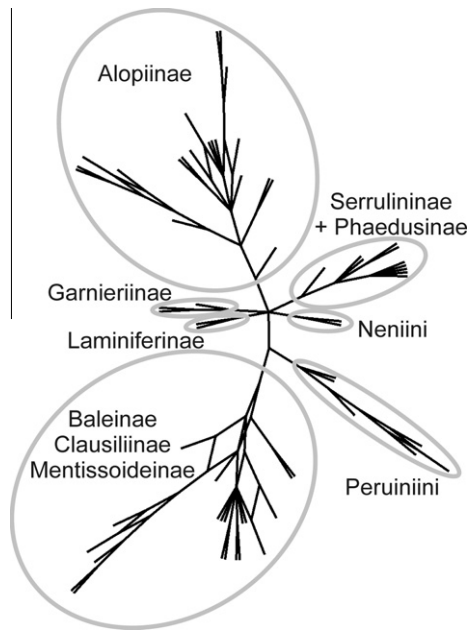 Alopiinae
Serrulininae
+ Phaedusinae
Garnieriinae
Laminiferinae
Neniini
Baleinae
Clausiliinae
Mentissoideinae
Peruiniini